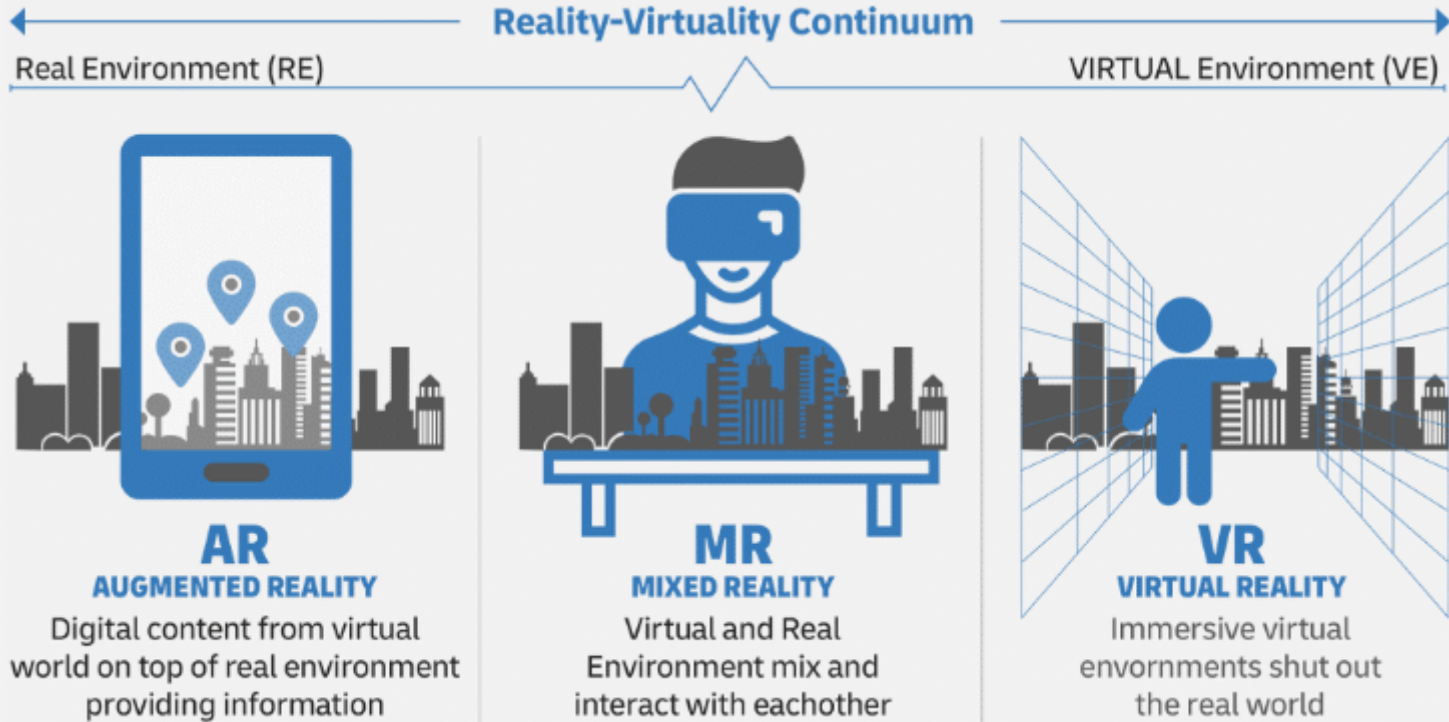 Reality-Virtuality Continuum
Real Environment (RE)
VIRTUAL Environment (VE)
AR
AUGMENTED REALITY
Digital content from virtual
world on top of real environment
providing information
MR
MIXED REALITY
Virtual and Real
Environment mix and
interact with eachother
VR
VIRTUAL REALITY
Immersive virtual
envornments shut out
the real world